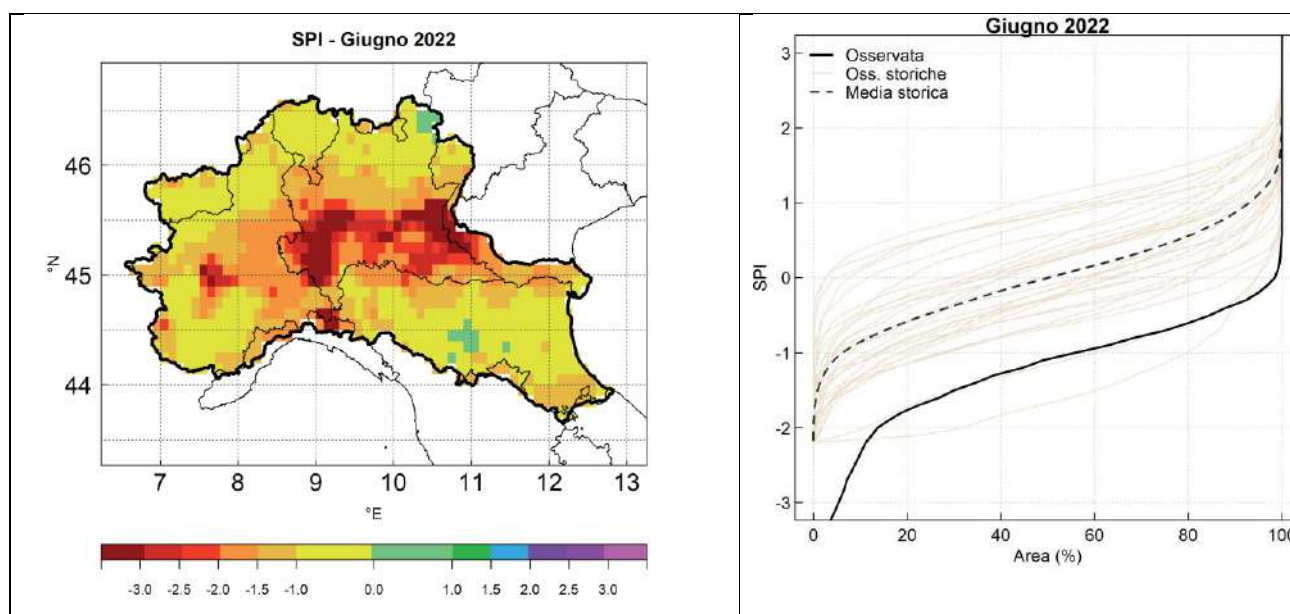 SPI - Giugno 2022
46
45
44
°N
7 8 9 10 11 12 13
°E
-3.0 -2.5 -2.0 -1.5 -1.0 0.0 1.0 1.5 2.0 2.5 3.0
Giugno 2022
Osservata
Oss. storiche
Media storica
3
2
1
0
-1
-2
-3
SPI
0 20 40 60 80 100
Area (%)